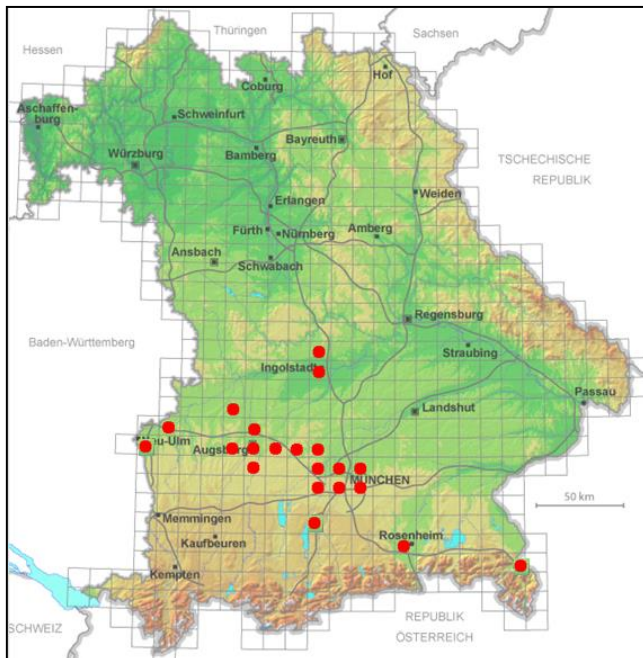 Thüringen
Sachsen
Hessen
Hof
Coburg
Aschaffen-
burg
Schweinfurt
Bayreuth
Würzburg
Bamberg
TSCHECHISCHE
REPUBLIK
Weiden
Erlangen
Fürth
Nürnberg
Amberg
Ansbach
Schwabach
Regensburg
Baden-Württemberg
Straubing
Ingolstadt
Passau
Landshut
Neu-Ulm
Augsburg
MÜNCHEN
50 km
Memmingen
Kaufbeuren
Rosenheim
Kempten
SCHWEIZ
REPUBLIK
ÖSTERREICH